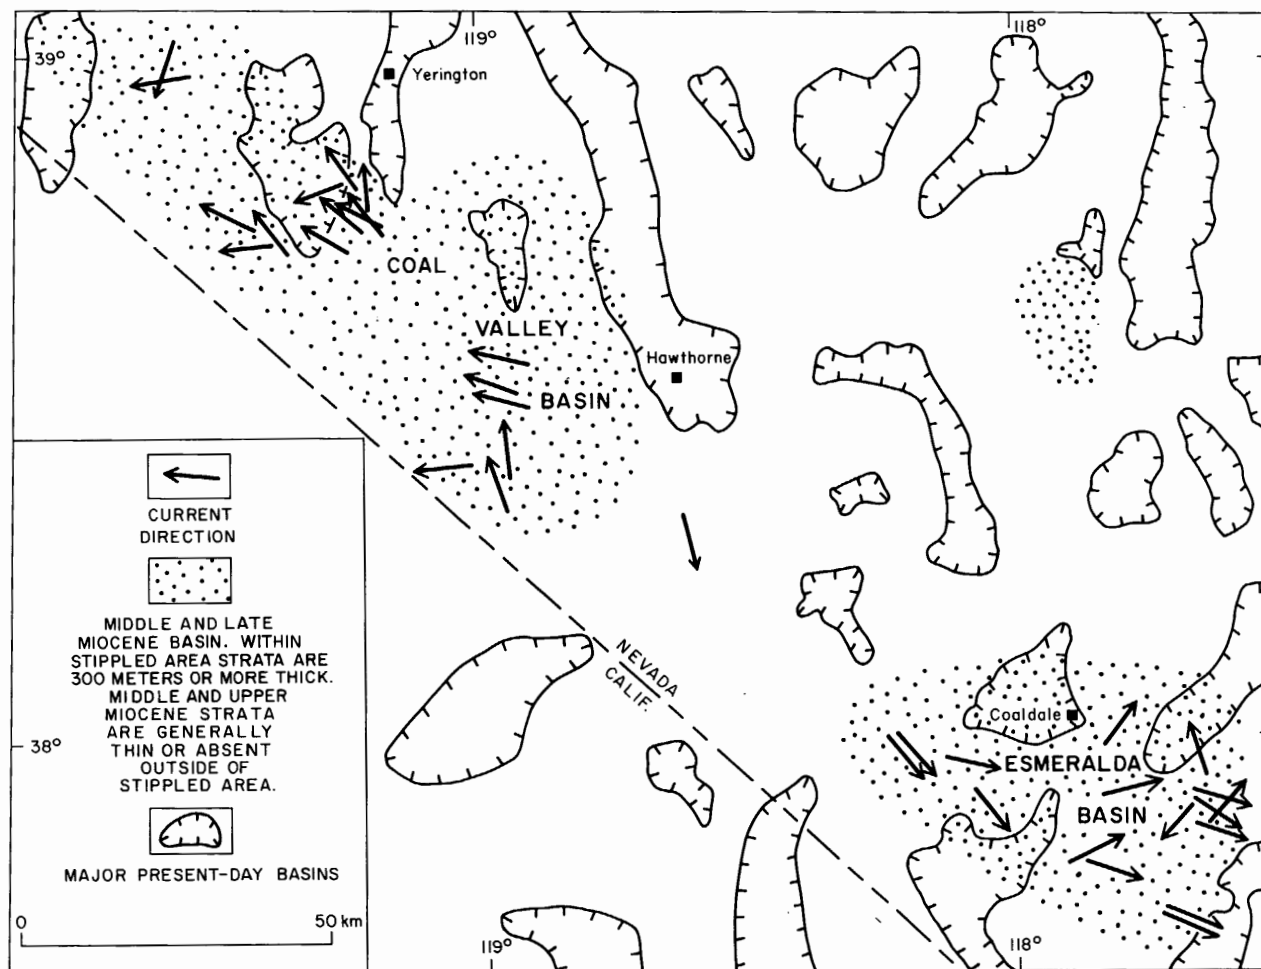 119°
118°
39°
Yerington
COAL
VALLEY
Hawthorne
BASIN
CURRENT
DIRECTION
MIDDLE AND LATE
MIOCENE BASIN. WITHIN
STIPPLED AREA STRATA ARE
300 METERS OR MORE THICK.
MIDDLE AND UPPER
MIOCENE STRATA
ARE GENERALLY
THIN OR ABSENT
OUTSIDE OF
STIPPLED AREA.
MAJOR PRESENT-DAY BASINS
0 50 km
NEVADA
CALIF.
38°
Coaldale
ESMERALDA
BASIN
119°
118°